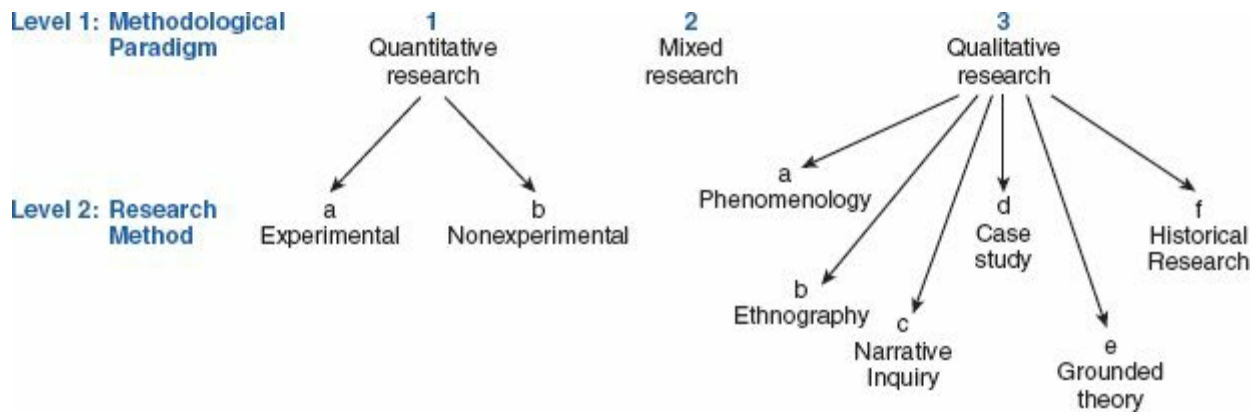 Level 1: Methodological
Paradigm
1
Quantitative
research
2
Mixed
research
3
Qualitative
research
Level 2: Research
Method
a
Experimental
b
Nonexperimental
a
Phenomenology
b
Ethnography
c
Narrative
Inquiry
d
Case
study
e
Grounded
theory
f
Historical
Research